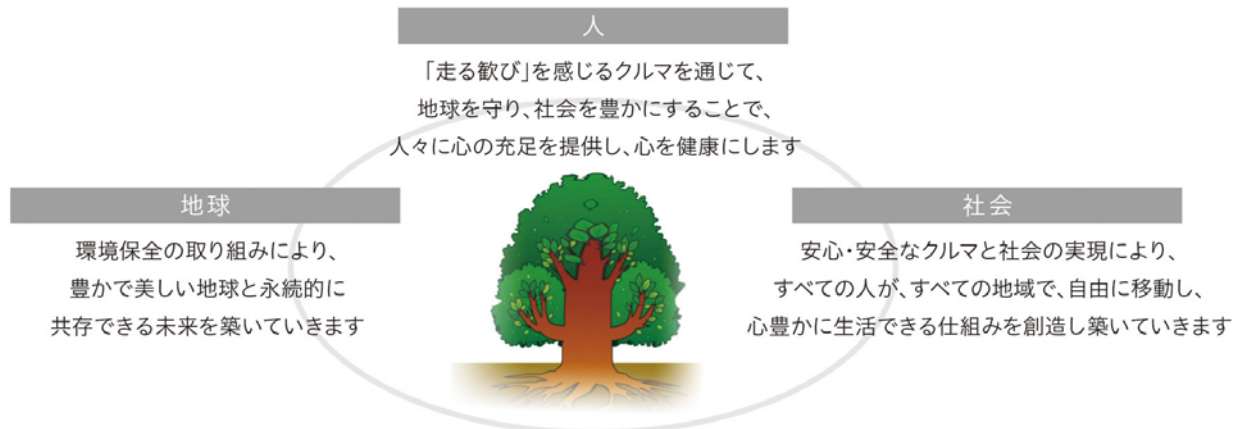 人
「走る歓び」を感じるクルマを通じて、
地球を守り、社会を豊かにすることで、
人々に心の充足を提供し、心を健康にします
地球
環境保全の取り組みにより、
豊かで美しい地球と永続的に
共存できる未来を築いていきます
社会
安心・安全なクルマと社会の実現により、
すべての人が、すべての地域で、自由に移動し、
心豊かに生活できる仕組みを創造し築いていきます